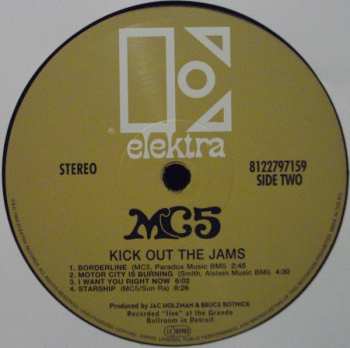 elektra
STEREO
8122797159
SIDE TWO
MC5
KICK OUT THE JAMS
1. BORDERLINE (MC5, Paradox Music BMI) 2:45
2. MOTOR CITY IS BURNING (Smith, Alstein Music BMI) 4:30
3. I WANT YOU RIGHT NOW 5:02
4. STARSHIP (MC5/Sun Ra) 8:26
Produced by JAC HOLZMAN & BRUCE BOTNICK
Recorded "live" at the Grande
Ballroom in Detroit